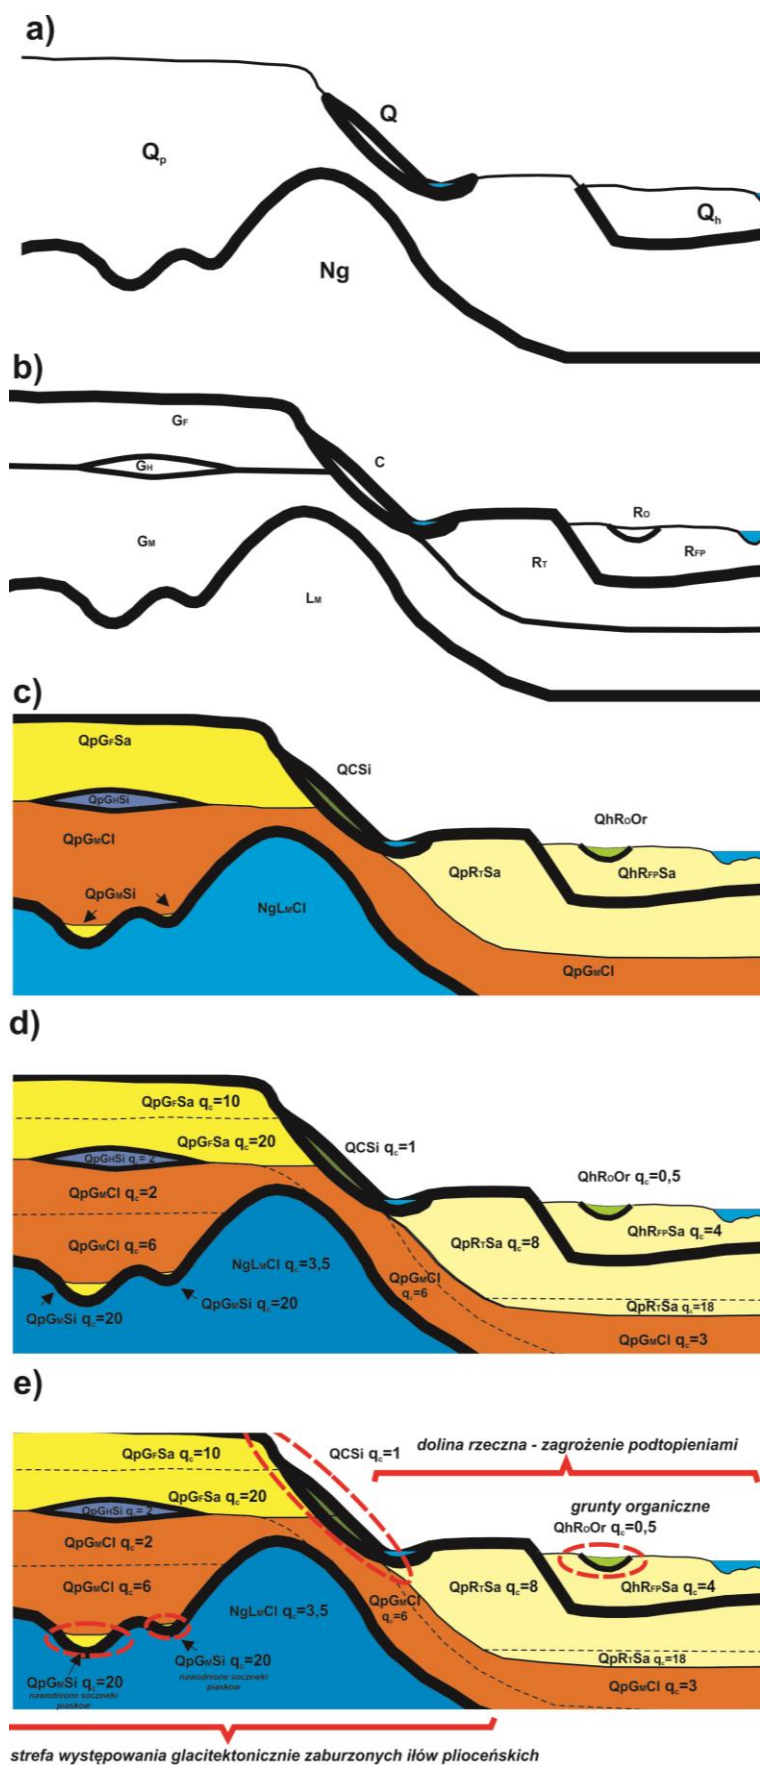 a)
Q
Qp
Qh
Ng
b)
GF
GH
C
RO
GM
RFP
RT
LM
c)
QpGFSa
QCSi
QpGHSi
QhROOr
QpGMCl
QpRTSa
QhRFPSa
QpGMSi
NgLMCl
QpGMCl
d)
QpGFSa qc=10
QpGFSa qc=20
QCSi qc=1
QpGHSi qc= 2
QhROOr qc=0,5
QpGMCl qc=2
QhRFPSa qc=4
QpRTSa qc=8
QpGMCl qc=6
NgLMCl qc=3,5
QpGMCl
qc=6
QpGMSi qc=20
QpGMSi qc=20
QpRTSa qc=18
QpGMCl qc=3
e)
QCSi qc=1
dolina rzeczna - zagrożenie podtopieniami
QpGFSa qc=10
QpGFSa qc=20
grunty organiczne
QpGHSi qc= 2
QhROOr qc=0,5
QpGMCl qc=2
QpGMCl qc=6
QpRTSa qc=8
QhRFPSa qc=4
NgLMCl qc=3,5
QpGMCl
qc=6
QpGMSi qc=20
nawodnione soczewki
piasków
QpGMSi qc=20
nawodnione soczewki
piasków
QpRTSa qc=18
QpGMCl qc=3
strefa występowania glacitektonicznie zaburzonych iłów plioceńskich